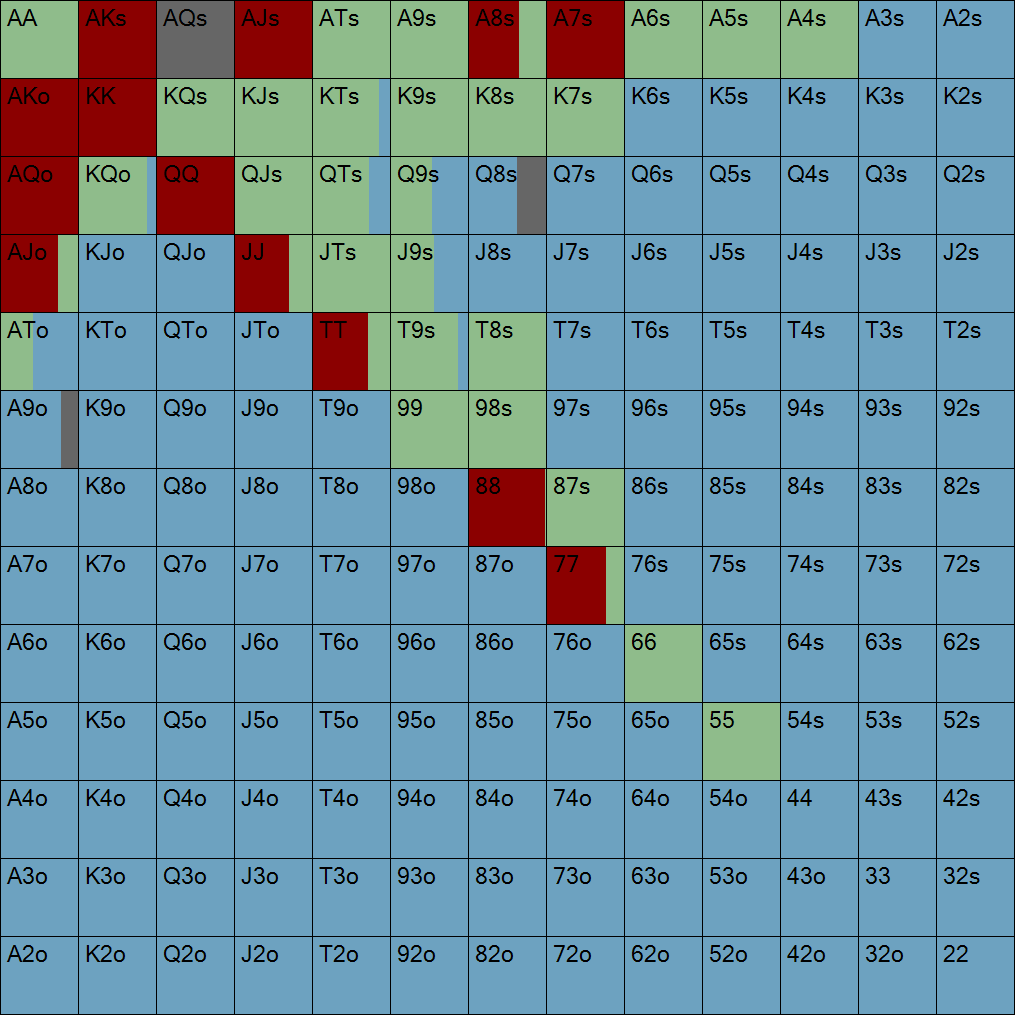 AA AKs AQs AJs ATs A9s A8s A7s A6s A5s A4s A3s A2s
AKo KK KQs KJs KTs K9s K8s K7s K6s K5s K4s K3s K2s
AQo KQo QQ QJs QTs Q9s Q8s Q7s Q6s Q5s Q4s Q3s Q2s
AJo KJo QJo JJ JTs J9s J8s J7s J6s J5s J4s J3s J2s
ATo KTo QTo JTo TT T9s T8s T7s T6s T5s T4s T3s T2s
A9o K9o Q9o J9o T9o 99 98s 97s 96s 95s 94s 93s 92s
A8o K8o Q8o J8o T8o 98o 88 87s 86s 85s 84s 83s 82s
A7o K7o Q7o J7o T7o 97o 87o 77 76s 75s 74s 73s 72s
A6o K6o Q6o J6o T6o 96o 86o 76o 66 65s 64s 63s 62s
A5o K5o Q5o J5o T5o 95o 85o 75o 65o 55 54s 53s 52s
A4o K4o Q4o J4o T4o 94o 84o 74o 64o 54o 44 43s 42s
A3o K3o Q3o J3o T3o 93o 83o 73o 63o 53o 43o 33 32s
A2o K2o Q2o J2o T2o 92o 82o 72o 62o 52o 42o 32o 22